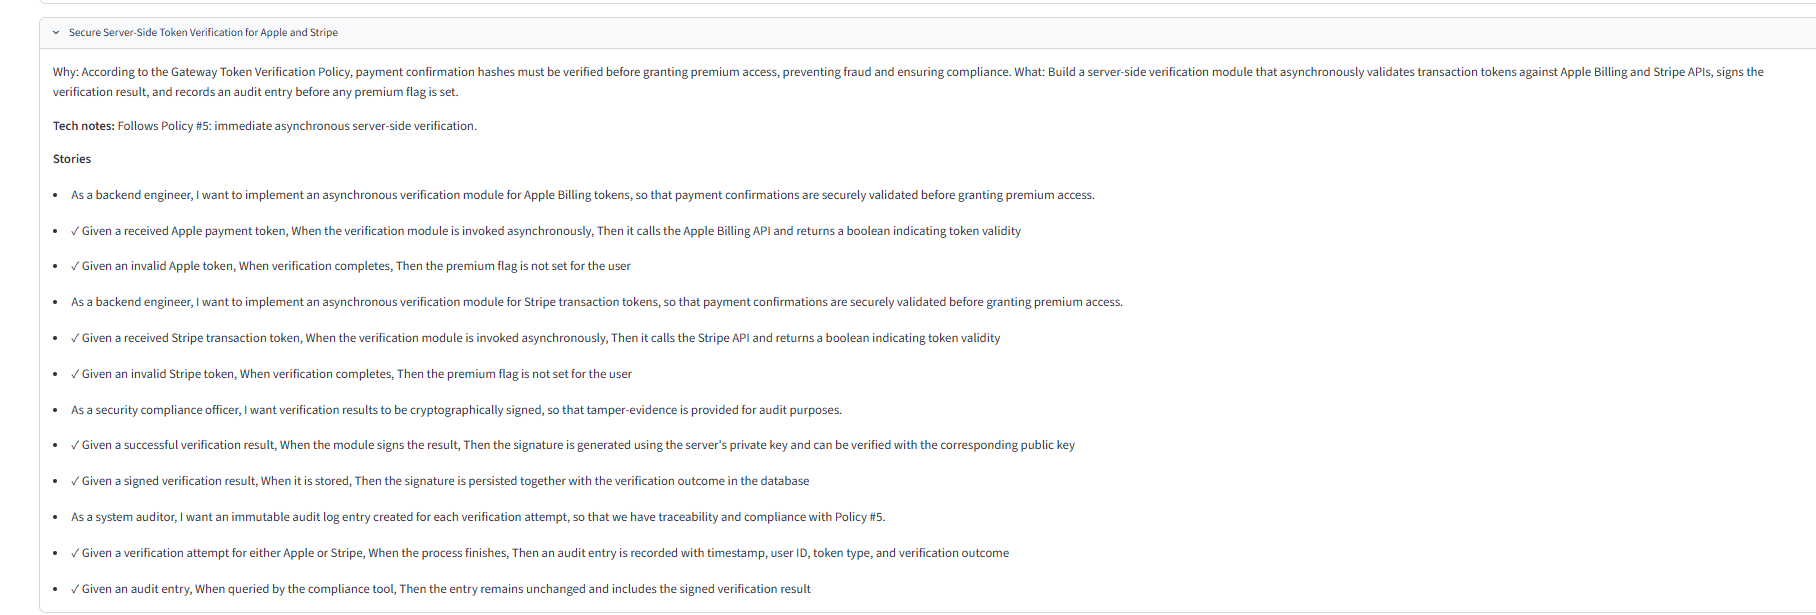 Secure Server-Side Token Verification for Apple and Stripe
Why: According to the Gateway Token Verification Policy, payment confirmation hashes must be verified before granting premium access, preventing fraud and ensuring compliance. What: Build a server-side verification module that asynchronously validates transaction tokens against Apple Billing and Stripe APIs, signs the
verification result, and records an audit entry before any premium flag is set.
Tech notes: Follows Policy #5: immediate asynchronous server-side verification.
Stories
• As a backend engineer, I want to implement an asynchronous verification module for Apple Billing tokens, so that payment confirmations are securely validated before granting premium access.
• ✓ Given a received Apple payment token, When the verification module is invoked asynchronously, Then it calls the Apple Billing API and returns a boolean indicating token validity
• ✓ Given an invalid Apple token, When verification completes, Then the premium flag is not set for the user
• As a backend engineer, I want to implement an asynchronous verification module for Stripe transaction tokens, so that payment confirmations are securely validated before granting premium access.
• ✓ Given a received Stripe transaction token, When the verification module is invoked asynchronously, Then it calls the Stripe API and returns a boolean indicating token validity
• ✓ Given an invalid Stripe token, When verification completes, Then the premium flag is not set for the user
• As a security compliance officer, I want verification results to be cryptographically signed, so that tamper-evidence is provided for audit purposes.
• ✓ Given a successful verification result, When the module signs the result, Then the signature is generated using the server's private key and can be verified with the corresponding public key
• ✓ Given a signed verification result, When it is stored, Then the signature is persisted together with the verification outcome in the database
• As a system auditor, I want an immutable audit log entry created for each verification attempt, so that we have traceability and compliance with Policy #5.
• ✓ Given a verification attempt for either Apple or Stripe, When the process finishes, Then an audit entry is recorded with timestamp, user ID, token type, and verification outcome
• ✓ Given an audit entry, When queried by the compliance tool, Then the entry remains unchanged and includes the signed verification result